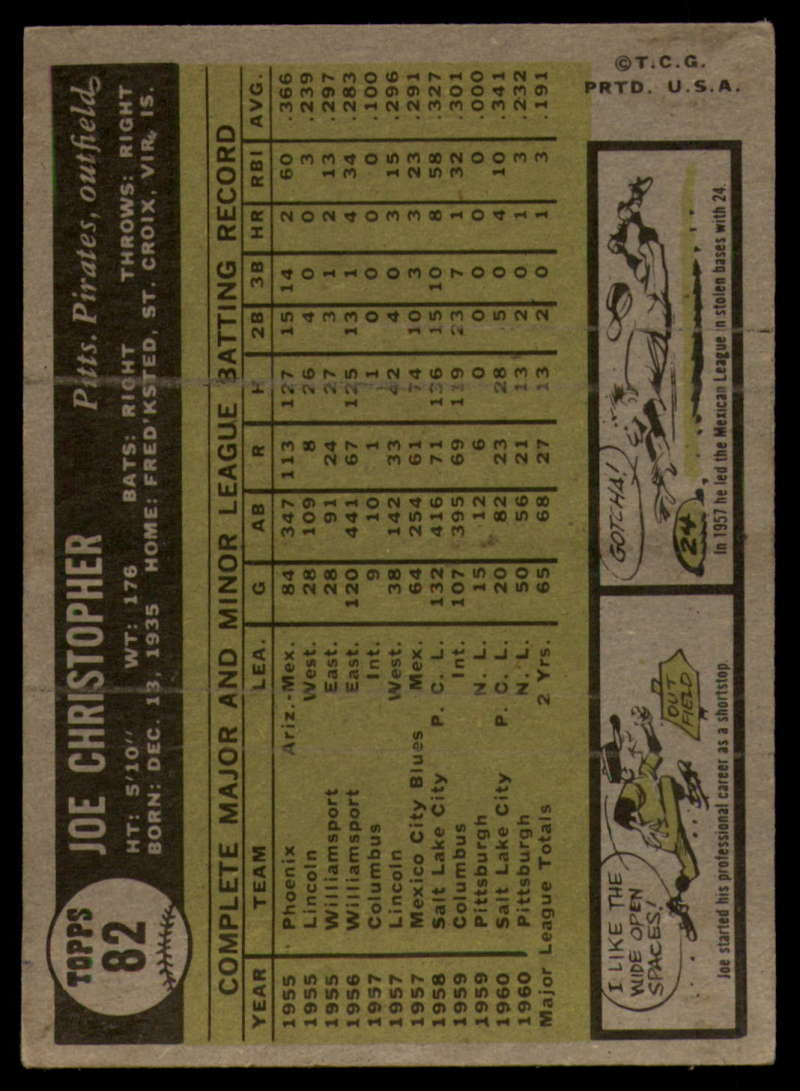 TOPPS
82
JOE CHRISTOPHER Pitts. Pirates, outfield
HT: 5'10" WT: 176 BATS: RIGHT THROWS: RIGHT
BORN: DEC. 13, 1935 HOME: FRED'KSTED, ST. CROIX, VIR. IS.
COMPLETE MAJOR AND MINOR LEAGUE BATTING RECORD
YEAR TEAM LEA. G AB R H 2B 3B HR RBI AVG.
1955 Phoenix Ariz.-Mex. 84 347 113 127 15 14 2 60 .366
1955 Lincoln West. 28 109 8 26 4 0 0 3 .239
1955 Williamsport East. 28 91 24 27 3 1 2 13 .297
1956 Williamsport East. 120 441 67 125 13 1 4 34 .283
1957 Columbus Int. 9 10 1 1 0 0 0 0 .100
1957 Lincoln West. 38 142 33 42 4 0 3 15 .296
1957 Mexico City Blues Mex. 64 254 61 74 10 3 3 23 .291
1958 Salt Lake City P. C. L. 132 416 71 136 15 10 8 58 .327
1959 Columbus Int. 107 395 69 119 23 7 1 32 .301
1959 Pittsburgh N. L. 15 12 6 0 0 0 0 0 .000
1960 Salt Lake City P. C. L. 20 82 23 28 5 0 4 10 .341
1960 Pittsburgh N. L. 50 56 21 13 2 0 1 3 .232
Major League Totals 2 Yrs. 65 68 27 13 2 0 1 3 .191
I LIKE THE
WIDE OPEN
SPACES!
OUT
FIELD
Joe started his professional career as a shortstop.
GOTCHA!
24
In 1957 he led the Mexican League in stolen bases with 24.
©T.C.G.
PRTD. U.S.A.